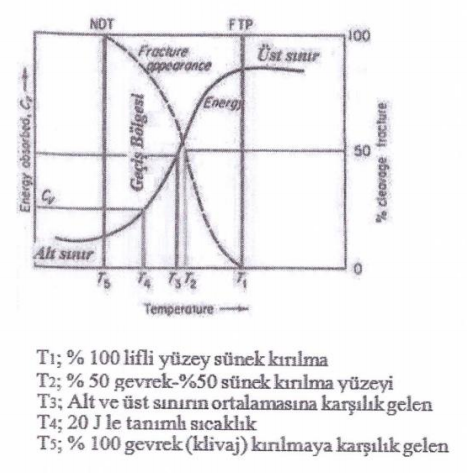 NDT FTP
100
Fracture appearance
Üst sınır
Energy
Geçiş Bölgesi
Energy absorbed, Cv
50
% cleavage fracture
Cv
Alt sınır
0
T5 T4 T3 T2 T1
Temperature
T1; % 100 lifli yüzey sünek kırılma
T2; % 50 gevrek-%50 sünek kırılma yüzeyi
T3; Alt ve üst sınırın ortalamasına karşılık gelen
T4; 20 J le tanımlı sıcaklık
T5; % 100 gevrek (klivaj) kırılmaya karşılık gelen